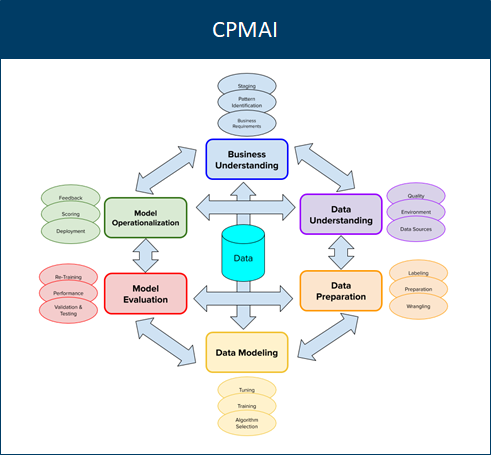 CPMAI
Staging
Pattern
Identification
Business
Requirements
Business
Understanding
Feedback
Scoring
Deployment
Model
Operationalization
Data
Understanding
Quality
Environment
Data Sources
Data
Re-Training
Performance
Validation &
Testing
Model
Evaluation
Data
Preparation
Labeling
Preparation
Wrangling
Data Modeling
Tuning
Training
Algorithm
Selection